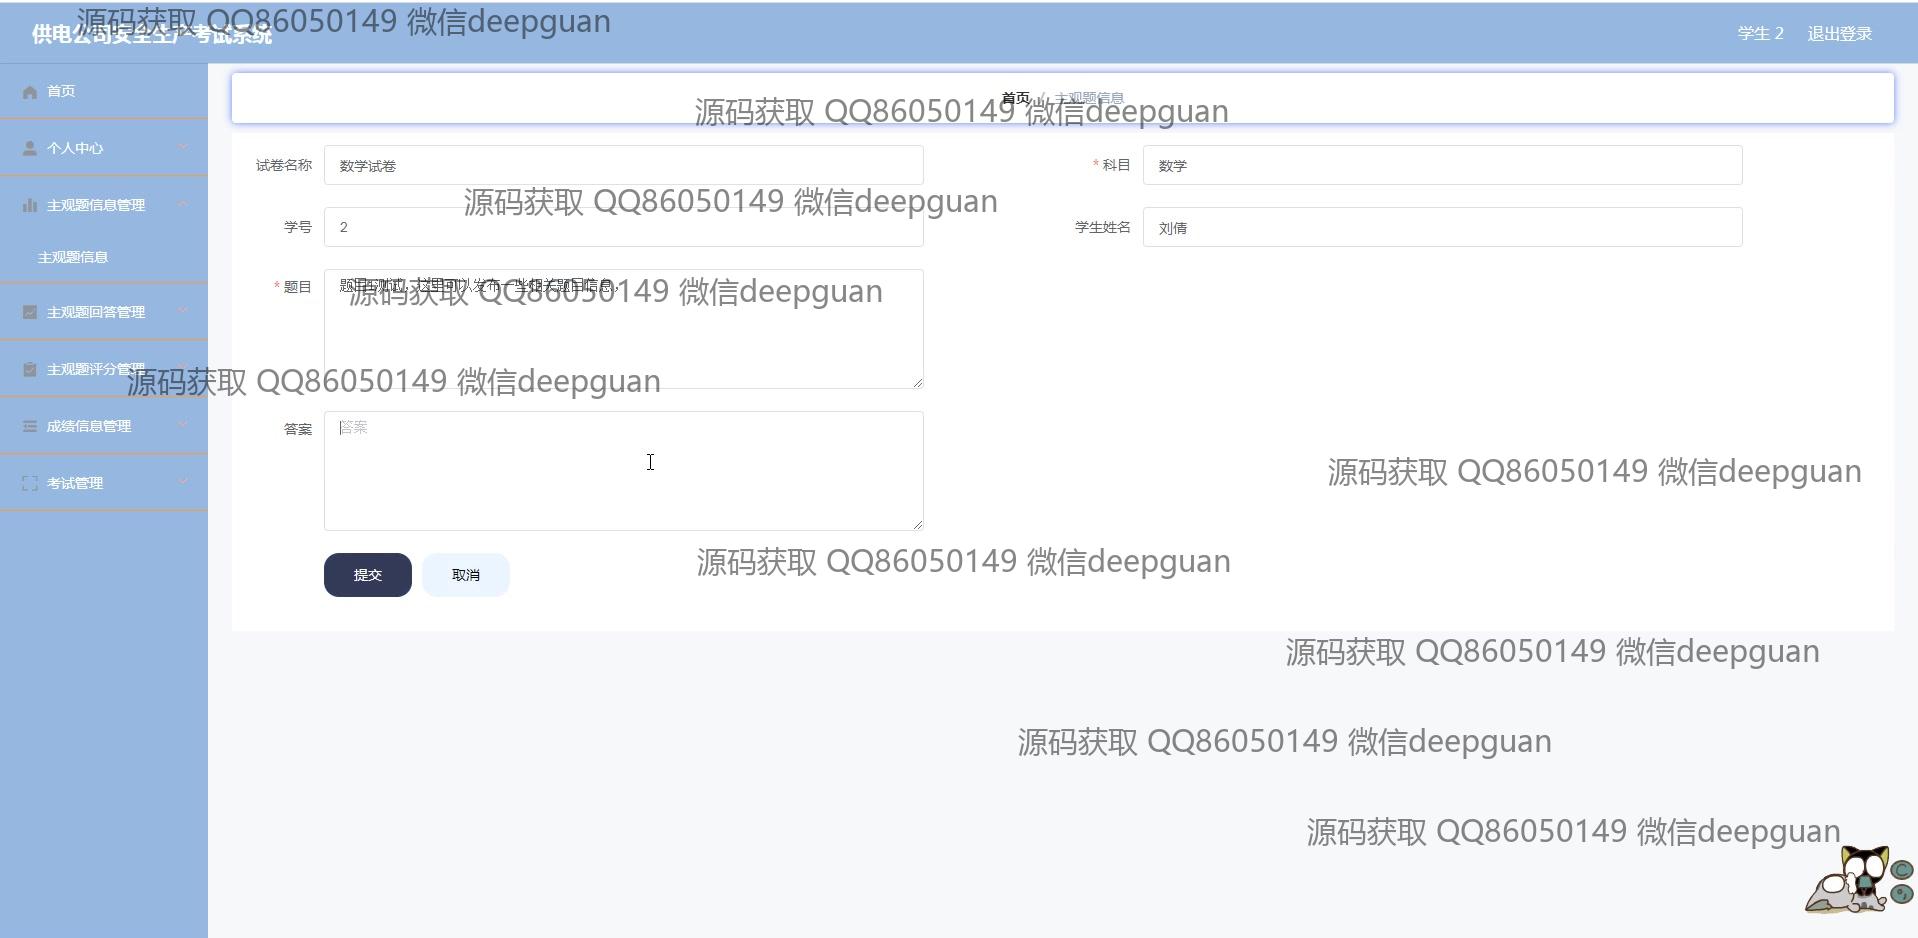 源码获取 QQ86050149 微信deepguan
供电公司安全生产考试系统
学生 2
退出登录
首页
个人中心
主观题信息管理
主观题信息
主观题回答管理
主观题评分管理
成绩信息管理
考试管理
首页 / 主观题信息
源码获取 QQ86050149 微信deepguan
试卷名称
数学试卷
* 科目
数学
源码获取 QQ86050149 微信deepguan
学号
2
学生姓名
刘倩
* 题目
可以发布一些相关题目信息,
源码获取 QQ86050149 微信deepguan
源码获取 QQ86050149 微信deepguan
答案
答案
源码获取 QQ86050149 微信deepguan
提交
取消
源码获取 QQ86050149 微信deepguan
源码获取 QQ86050149 微信deepguan
源码获取 QQ86050149 微信deepguan
源码获取 QQ86050149 微信deepguan